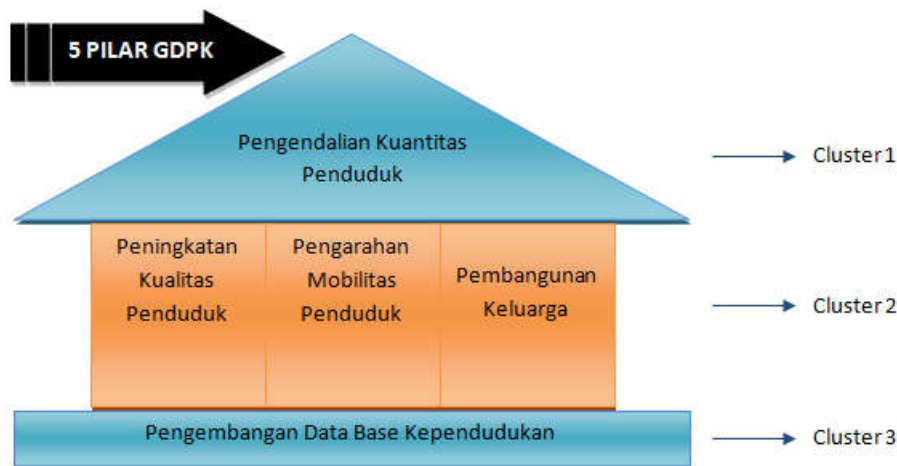 5 PILAR GDPK
Pengendalian Kuantitas
Penduduk
Cluster 1
Peningkatan
Kualitas
Penduduk
Pengarahan
Mobilitas
Penduduk
Pembangunan
Keluarga
Cluster 2
Pengembangan Data Base Kependudukan
Cluster 3